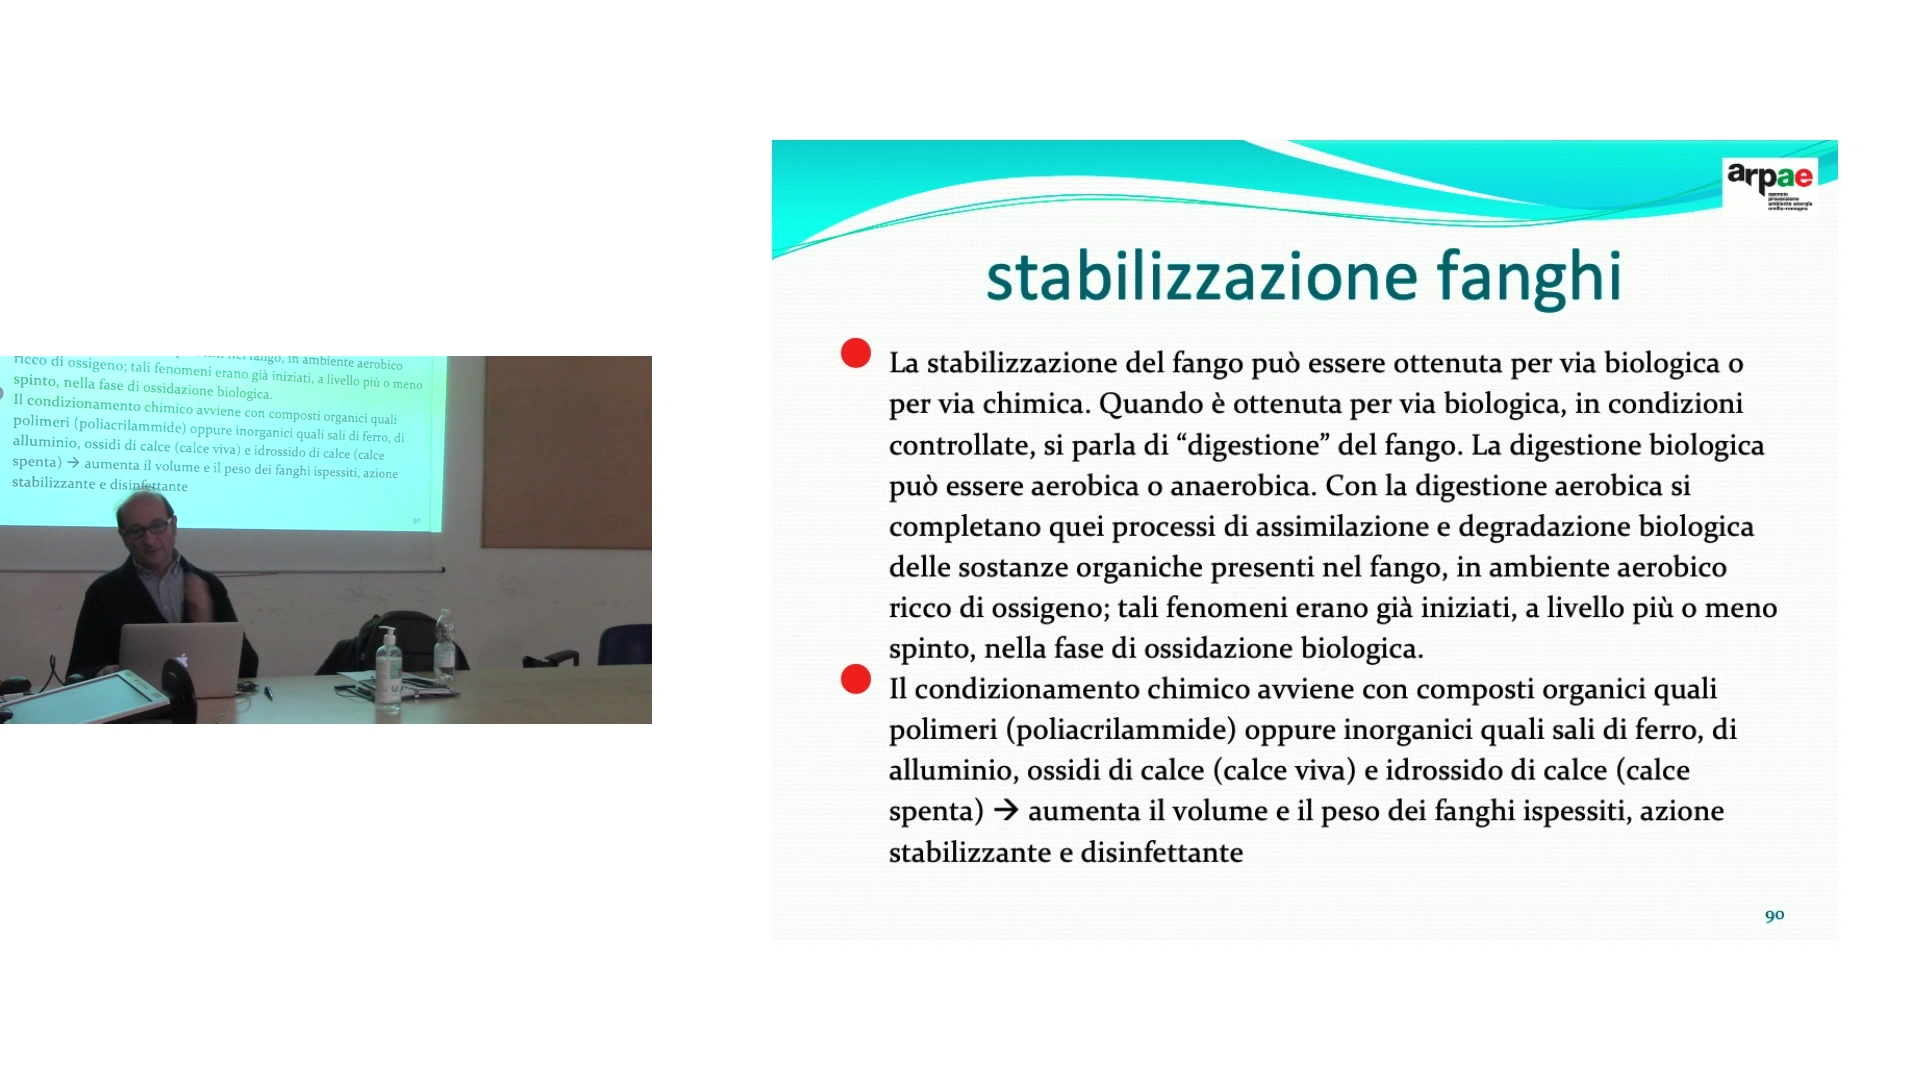 ricco di ossigeno; tali fenomeni erano già iniziati, a livello più o meno
spinto, nella fase di ossidazione biologica.
Il condizionamento chimico avviene con composti organici quali
polimeri (poliacrilammide) oppure inorganici quali sali di ferro, di
alluminio, ossidi di calce (calce viva) e idrossido di calce (calce
spenta) → aumenta il volume e il peso dei fanghi ispessiti, azione
stabilizzante e disinfettante
90
arpae
agenzia
prevenzione
ambiente energia
emilia-romagna
stabilizzazione fanghi
La stabilizzazione del fango può essere ottenuta per via biologica o
per via chimica. Quando è ottenuta per via biologica, in condizioni
controllate, si parla di “digestione” del fango. La digestione biologica
può essere aerobica o anaerobica. Con la digestione aerobica si
completano quei processi di assimilazione e degradazione biologica
delle sostanze organiche presenti nel fango, in ambiente aerobico
ricco di ossigeno; tali fenomeni erano già iniziati, a livello più o meno
spinto, nella fase di ossidazione biologica.
Il condizionamento chimico avviene con composti organici quali
polimeri (poliacrilammide) oppure inorganici quali sali di ferro, di
alluminio, ossidi di calce (calce viva) e idrossido di calce (calce
spenta) → aumenta il volume e il peso dei fanghi ispessiti, azione
stabilizzante e disinfettante
90